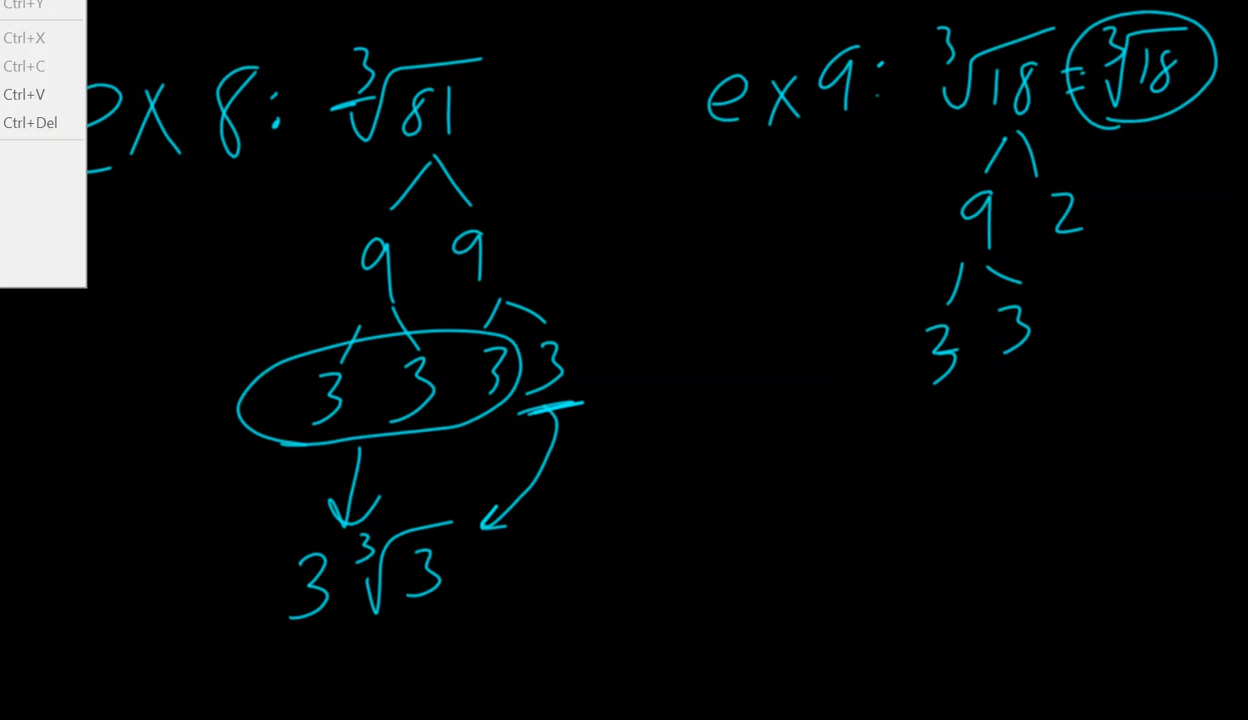 Ctrl+Y
Ctrl+X
Ctrl+C
Ctrl+V
Ctrl+Del
ex 8: ∛81
9 9
3 3 3 3
3 ∛3
ex 9: ∛18 = ∛18
9 2
3 3